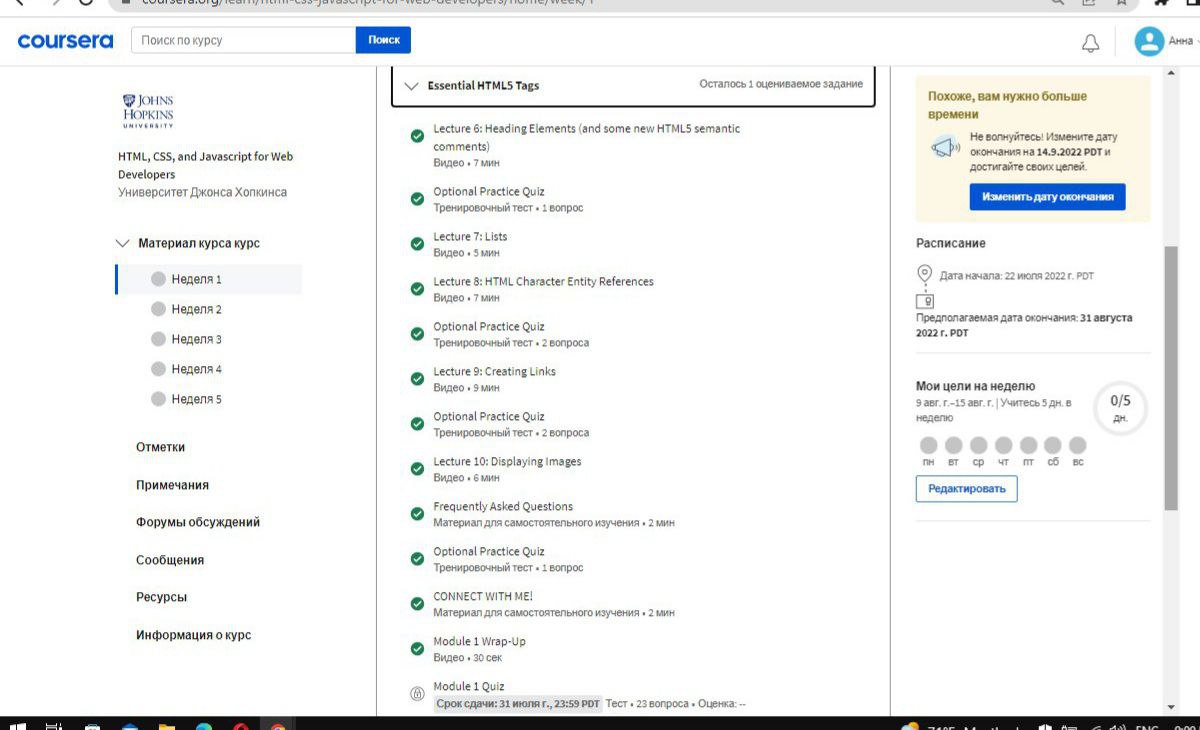 coursera.org/learn/html-css-javascript-for-web-developers/home/week/1
coursera
Поиск по курсу
Поиск
Анна
JOHNS
HOPKINS
UNIVERSITY
HTML, CSS, and Javascript for Web
Developers
Университет Джонса Хопкинса
Материал курса курс
Неделя 1
Неделя 2
Неделя 3
Неделя 4
Неделя 5
Отметки
Примечания
Форумы обсуждений
Сообщения
Ресурсы
Информация о курс
Essential HTML5 Tags
Осталось 1 оцениваемое задание
Lecture 6: Heading Elements (and some new HTML5 semantic
comments)
Видео • 7 мин
Optional Practice Quiz
Тренировочный тест • 1 вопрос
Lecture 7: Lists
Видео • 5 мин
Lecture 8: HTML Character Entity References
Видео • 7 мин
Optional Practice Quiz
Тренировочный тест • 2 вопроса
Lecture 9: Creating Links
Видео • 9 мин
Optional Practice Quiz
Тренировочный тест • 2 вопроса
Lecture 10: Displaying Images
Видео • 6 мин
Frequently Asked Questions
Материал для самостоятельного изучения • 2 мин
Optional Practice Quiz
Тренировочный тест • 1 вопрос
CONNECT WITH ME!
Материал для самостоятельного изучения • 2 мин
Module 1 Wrap-Up
Видео • 30 сек
Module 1 Quiz
Срок сдачи: 31 июля г., 23:59 PDT Тест • 23 вопроса • Оценка: --
Похоже, вам нужно больше
времени
Не волнуйтесь! Измените дату
окончания на 14.9.2022 PDT и
достигайте своих целей.
Изменить дату окончания
Расписание
Дата начала: 22 июля 2022 г. PDT
Предполагаемая дата окончания: 31 августа
2022 г. PDT
Мои цели на неделю
9 авг. г.–15 авг. г. | Учитесь 5 дн. в
неделю
0/5
дн.
пн вт ср чт пт сб вс
Редактировать